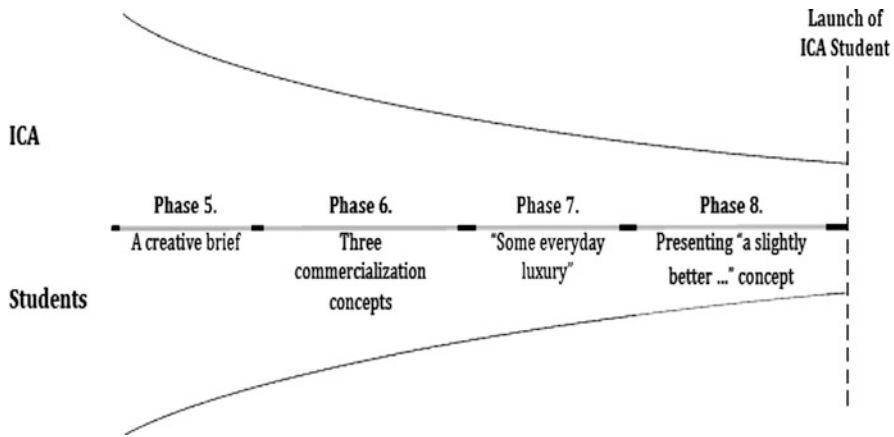 Launch of
ICA Student
ICA
Phase 5.
Phase 6.
Phase 7.
Phase 8.
A creative brief
Three
commercialization
concepts
“Some everyday
luxury”
Presenting “a slightly
better ...” concept
Students